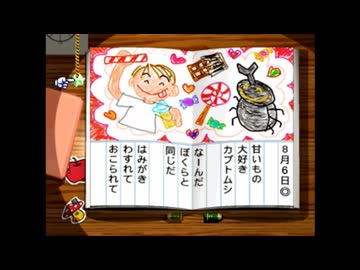 8月6日◎
甘いもの
大好き
カブトムシ
なーんだ
ぼくらと
同じだ
はみがき
わすれて
おこられて